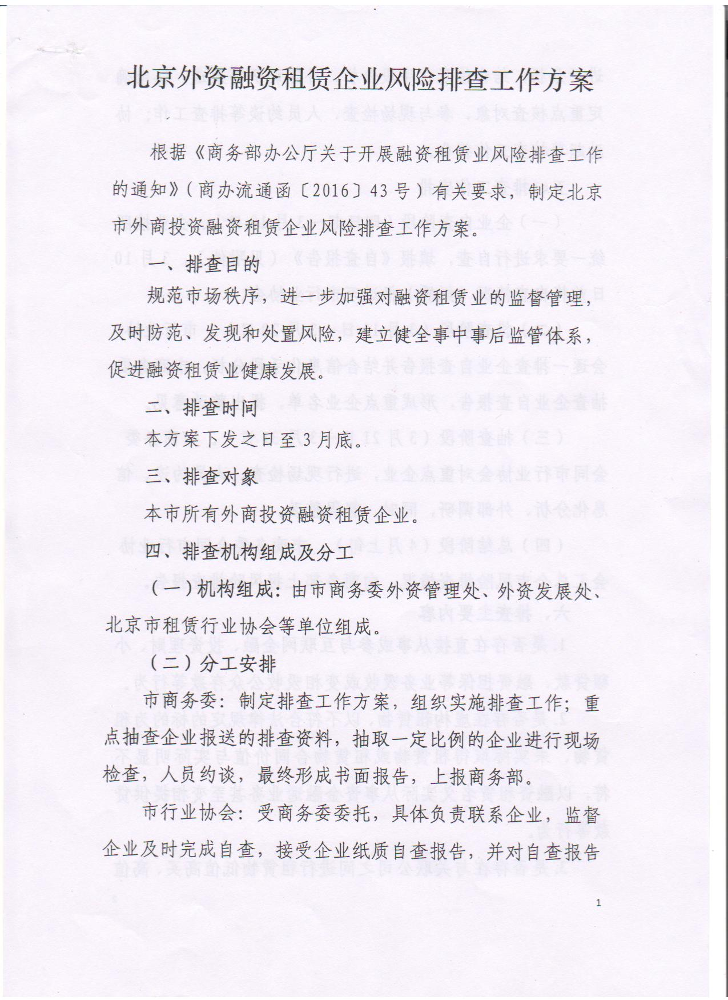 北京外资融资租赁企业风险排查工作方案
根据《商务部办公厅关于开展融资租赁业风险排查工作
的通知》（商办流通函〔2016〕43号）有关要求，制定北京
市外商投资融资租赁企业风险排查工作方案。
一、排查目的
规范市场秩序，进一步加强对融资租赁业的监督管理，
及时防范、发现和处置风险，建立健全事中事后监管体系，
促进融资租赁业健康发展。
二、排查时间
本方案下发之日至3月底。
三、排查对象
本市所有外商投资融资租赁企业。
四、排查机构组成及分工
（一）机构组成：由市商务委外资管理处、外资发展处、
北京市租赁行业协会等单位组成。
（二）分工安排
市商务委：制定排查工作方案，组织实施排查工作；重
点抽查企业报送的排查资料，抽取一定比例的企业进行现场
检查，人员约谈，最终形成书面报告，上报商务部。
市行业协会：受商务委委托，具体负责联系企业，监督
企业及时完成自查，接受企业纸质自查报告，并对自查报告
1